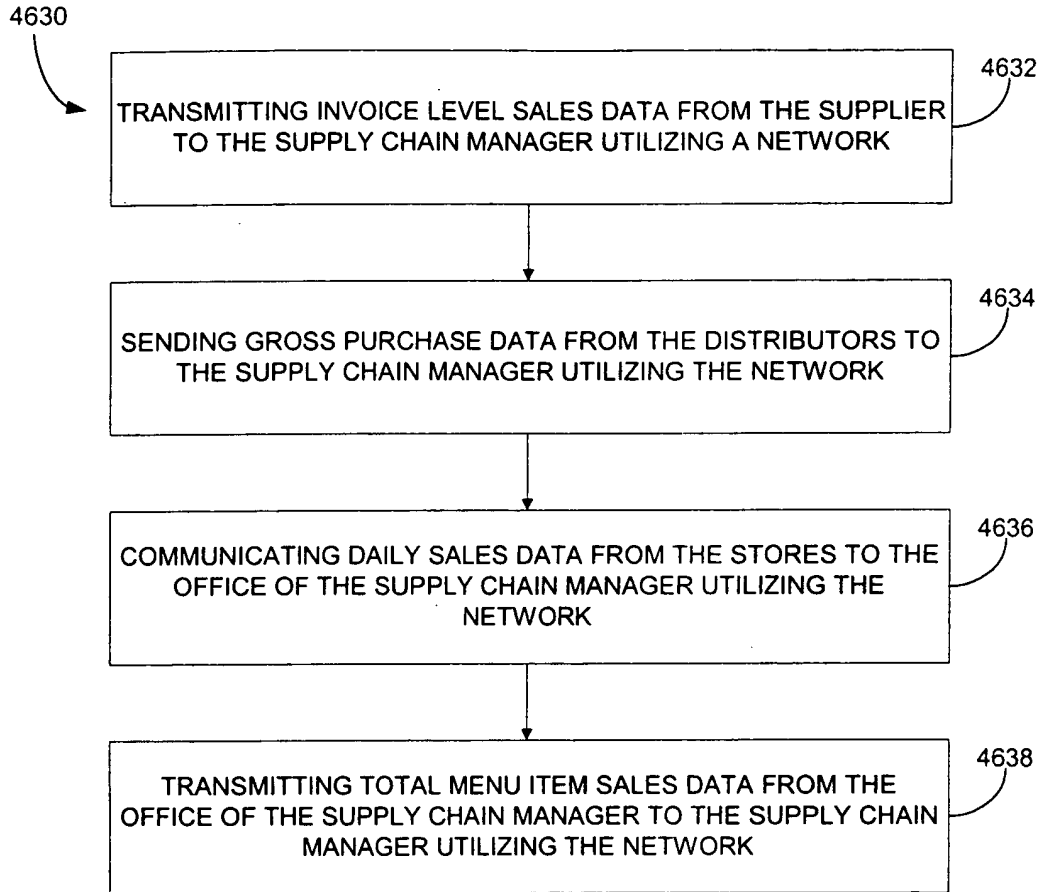 4630
4632
TRANSMITTING INVOICE LEVEL SALES DATA FROM THE SUPPLIER
TO THE SUPPLY CHAIN MANAGER UTILIZING A NETWORK
4634
SENDING GROSS PURCHASE DATA FROM THE DISTRIBUTORS TO
THE SUPPLY CHAIN MANAGER UTILIZING THE NETWORK
4636
COMMUNICATING DAILY SALES DATA FROM THE STORES TO THE
OFFICE OF THE SUPPLY CHAIN MANAGER UTILIZING THE
NETWORK
4638
TRANSMITTING TOTAL MENU ITEM SALES DATA FROM THE
OFFICE OF THE SUPPLY CHAIN MANAGER TO THE SUPPLY CHAIN
MANAGER UTILIZING THE NETWORK